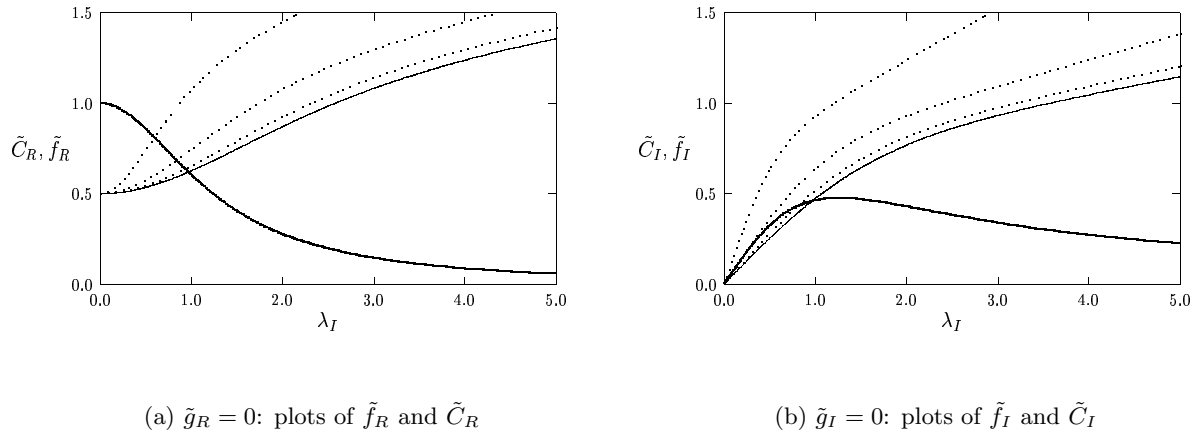 1.5
1.0
C̃_R, f̃_R
0.5
0.0
0.0 1.0 2.0 3.0 4.0 5.0
λ_I
(a) g̃_R = 0: plots of f̃_R and C̃_R
1.5
1.0
C̃_I, f̃_I
0.5
0.0
0.0 1.0 2.0 3.0 4.0 5.0
λ_I
(b) g̃_I = 0: plots of f̃_I and C̃_I